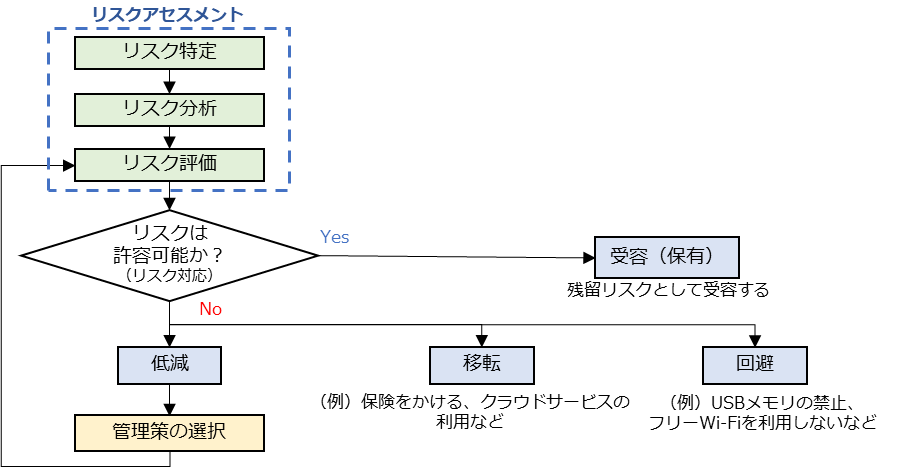 リスクアセスメント
リスク特定
リスク分析
リスク評価
リスクは
許容可能か？
（リスク対応）
Yes
受容（保有）
残留リスクとして受容する
No
低減
移転
回避
（例）保険をかける、クラウドサービスの
利用など
（例）USBメモリの禁止、
フリーWi-Fiを利用しないなど
管理策の選択